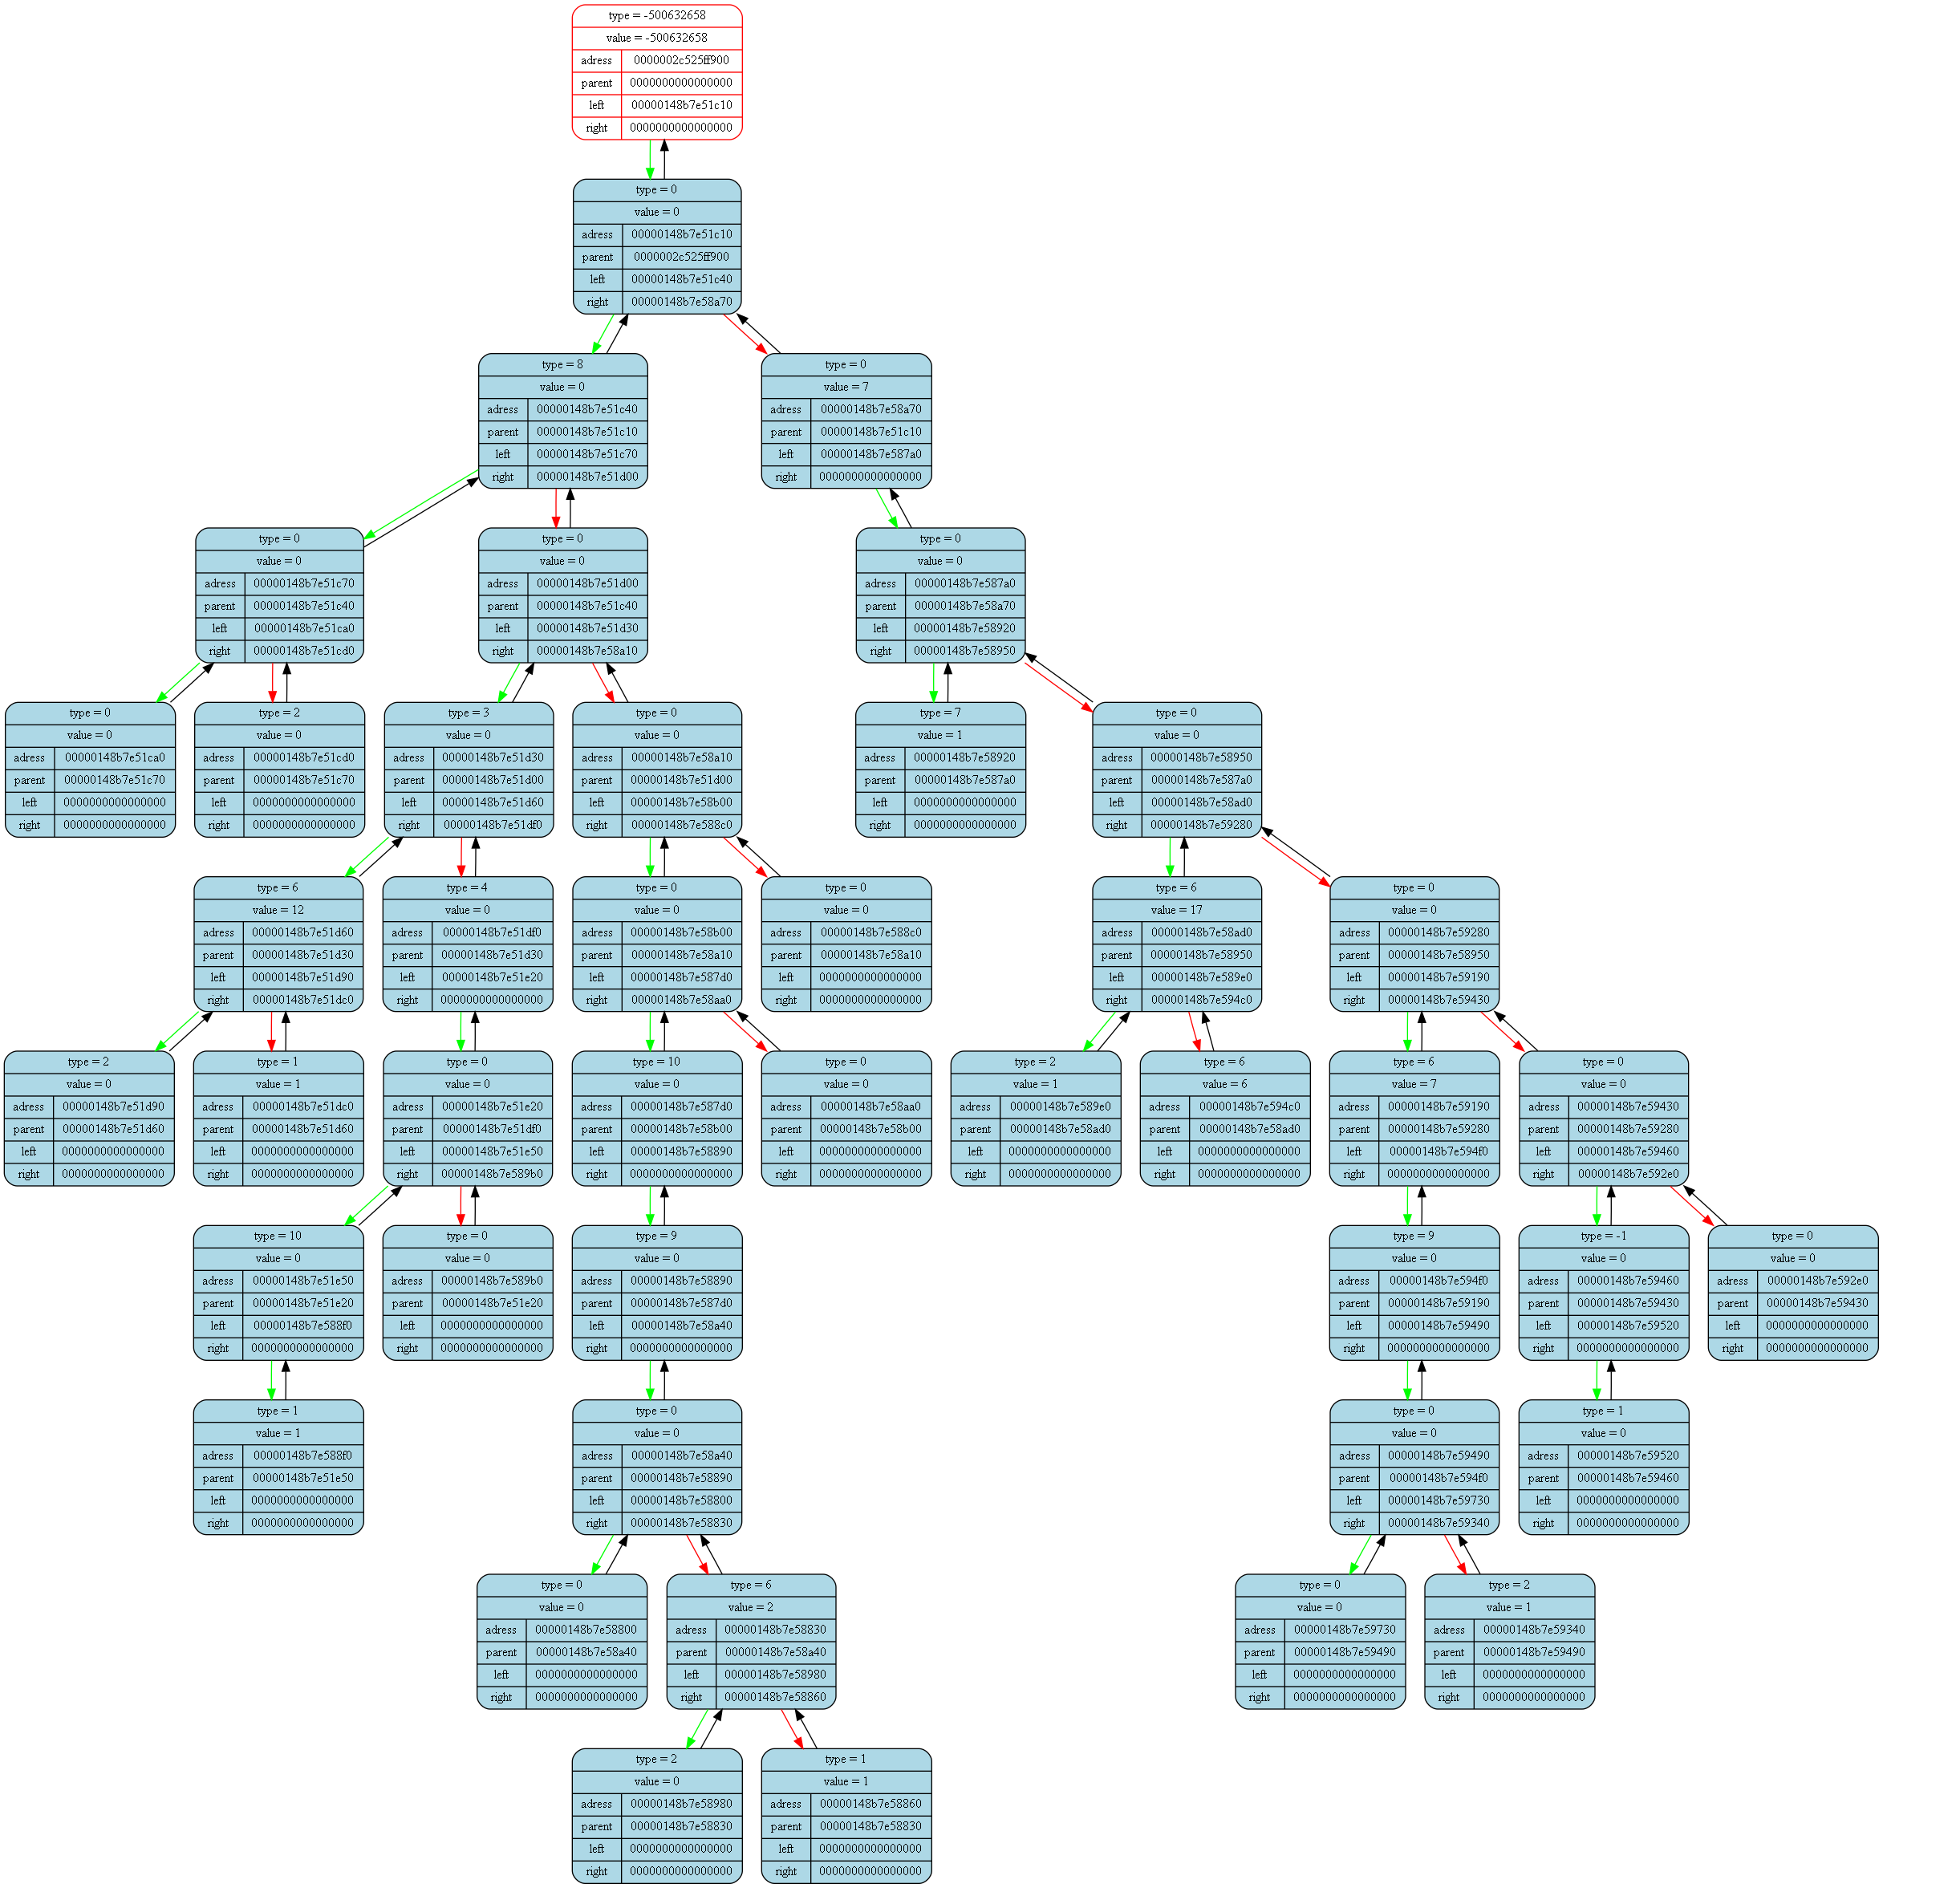 type = -500632658
value = -500632658
adress 0000002c525ff900
parent 0000000000000000
left 00000148b7e51c10
right 0000000000000000
type = 0
value = 0
adress 00000148b7e51c10
parent 0000002c525ff900
left 00000148b7e51c40
right 00000148b7e58a70
type = 8
value = 0
adress 00000148b7e51c40
parent 00000148b7e51c10
left 00000148b7e51c70
right 00000148b7e51d00
type = 0
value = 7
adress 00000148b7e58a70
parent 00000148b7e51c10
left 00000148b7e587a0
right 0000000000000000
type = 0
value = 0
adress 00000148b7e51c70
parent 00000148b7e51c40
left 00000148b7e51ca0
right 00000148b7e51cd0
type = 0
value = 0
adress 00000148b7e51d00
parent 00000148b7e51c40
left 00000148b7e51d30
right 00000148b7e58a10
type = 0
value = 0
adress 00000148b7e587a0
parent 00000148b7e58a70
left 00000148b7e58920
right 00000148b7e58950
type = 0
value = 0
adress 00000148b7e51ca0
parent 00000148b7e51c70
left 0000000000000000
right 0000000000000000
type = 2
value = 0
adress 00000148b7e51cd0
parent 00000148b7e51c70
left 0000000000000000
right 0000000000000000
type = 3
value = 0
adress 00000148b7e51d30
parent 00000148b7e51d00
left 00000148b7e51d60
right 00000148b7e51df0
type = 0
value = 0
adress 00000148b7e58a10
parent 00000148b7e51d00
left 00000148b7e58b00
right 00000148b7e588c0
type = 7
value = 1
adress 00000148b7e58920
parent 00000148b7e587a0
left 0000000000000000
right 0000000000000000
type = 0
value = 0
adress 00000148b7e58950
parent 00000148b7e587a0
left 00000148b7e58ad0
right 00000148b7e59280
type = 6
value = 12
adress 00000148b7e51d60
parent 00000148b7e51d30
left 00000148b7e51d90
right 00000148b7e51dc0
type = 4
value = 0
adress 00000148b7e51df0
parent 00000148b7e51d30
left 00000148b7e51e20
right 0000000000000000
type = 0
value = 0
adress 00000148b7e58b00
parent 00000148b7e58a10
left 00000148b7e587d0
right 00000148b7e58aa0
type = 0
value = 0
adress 00000148b7e588c0
parent 00000148b7e58a10
left 0000000000000000
right 0000000000000000
type = 6
value = 17
adress 00000148b7e58ad0
parent 00000148b7e58950
left 00000148b7e589e0
right 00000148b7e594c0
type = 0
value = 0
adress 00000148b7e59280
parent 00000148b7e58950
left 00000148b7e59190
right 00000148b7e59430
type = 2
value = 0
adress 00000148b7e51d90
parent 00000148b7e51d60
left 0000000000000000
right 0000000000000000
type = 1
value = 1
adress 00000148b7e51dc0
parent 00000148b7e51d60
left 0000000000000000
right 0000000000000000
type = 0
value = 0
adress 00000148b7e51e20
parent 00000148b7e51df0
left 00000148b7e51e50
right 00000148b7e589b0
type = 10
value = 0
adress 00000148b7e587d0
parent 00000148b7e58b00
left 00000148b7e58890
right 0000000000000000
type = 0
value = 0
adress 00000148b7e58aa0
parent 00000148b7e58b00
left 0000000000000000
right 0000000000000000
type = 2
value = 1
adress 00000148b7e589e0
parent 00000148b7e58ad0
left 0000000000000000
right 0000000000000000
type = 6
value = 6
adress 00000148b7e594c0
parent 00000148b7e58ad0
left 0000000000000000
right 0000000000000000
type = 6
value = 7
adress 00000148b7e59190
parent 00000148b7e59280
left 00000148b7e594f0
right 0000000000000000
type = 0
value = 0
adress 00000148b7e59430
parent 00000148b7e59280
left 00000148b7e59460
right 00000148b7e592e0
type = 10
value = 0
adress 00000148b7e51e50
parent 00000148b7e51e20
left 00000148b7e588f0
right 0000000000000000
type = 0
value = 0
adress 00000148b7e589b0
parent 00000148b7e51e20
left 0000000000000000
right 0000000000000000
type = 9
value = 0
adress 00000148b7e58890
parent 00000148b7e587d0
left 00000148b7e58a40
right 0000000000000000
type = 9
value = 0
adress 00000148b7e594f0
parent 00000148b7e59190
left 00000148b7e59490
right 0000000000000000
type = -1
value = 0
adress 00000148b7e59460
parent 00000148b7e59430
left 00000148b7e59520
right 0000000000000000
type = 0
value = 0
adress 00000148b7e592e0
parent 00000148b7e59430
left 0000000000000000
right 0000000000000000
type = 1
value = 1
adress 00000148b7e588f0
parent 00000148b7e51e50
left 0000000000000000
right 0000000000000000
type = 0
value = 0
adress 00000148b7e58a40
parent 00000148b7e58890
left 00000148b7e58800
right 00000148b7e58830
type = 0
value = 0
adress 00000148b7e59490
parent 00000148b7e594f0
left 00000148b7e59730
right 00000148b7e59340
type = 1
value = 0
adress 00000148b7e59520
parent 00000148b7e59460
left 0000000000000000
right 0000000000000000
type = 0
value = 0
adress 00000148b7e58800
parent 00000148b7e58a40
left 0000000000000000
right 0000000000000000
type = 6
value = 2
adress 00000148b7e58830
parent 00000148b7e58a40
left 00000148b7e58980
right 00000148b7e58860
type = 0
value = 0
adress 00000148b7e59730
parent 00000148b7e59490
left 0000000000000000
right 0000000000000000
type = 2
value = 1
adress 00000148b7e59340
parent 00000148b7e59490
left 0000000000000000
right 0000000000000000
type = 2
value = 0
adress 00000148b7e58980
parent 00000148b7e58830
left 0000000000000000
right 0000000000000000
type = 1
value = 1
adress 00000148b7e58860
parent 00000148b7e58830
left 0000000000000000
right 0000000000000000